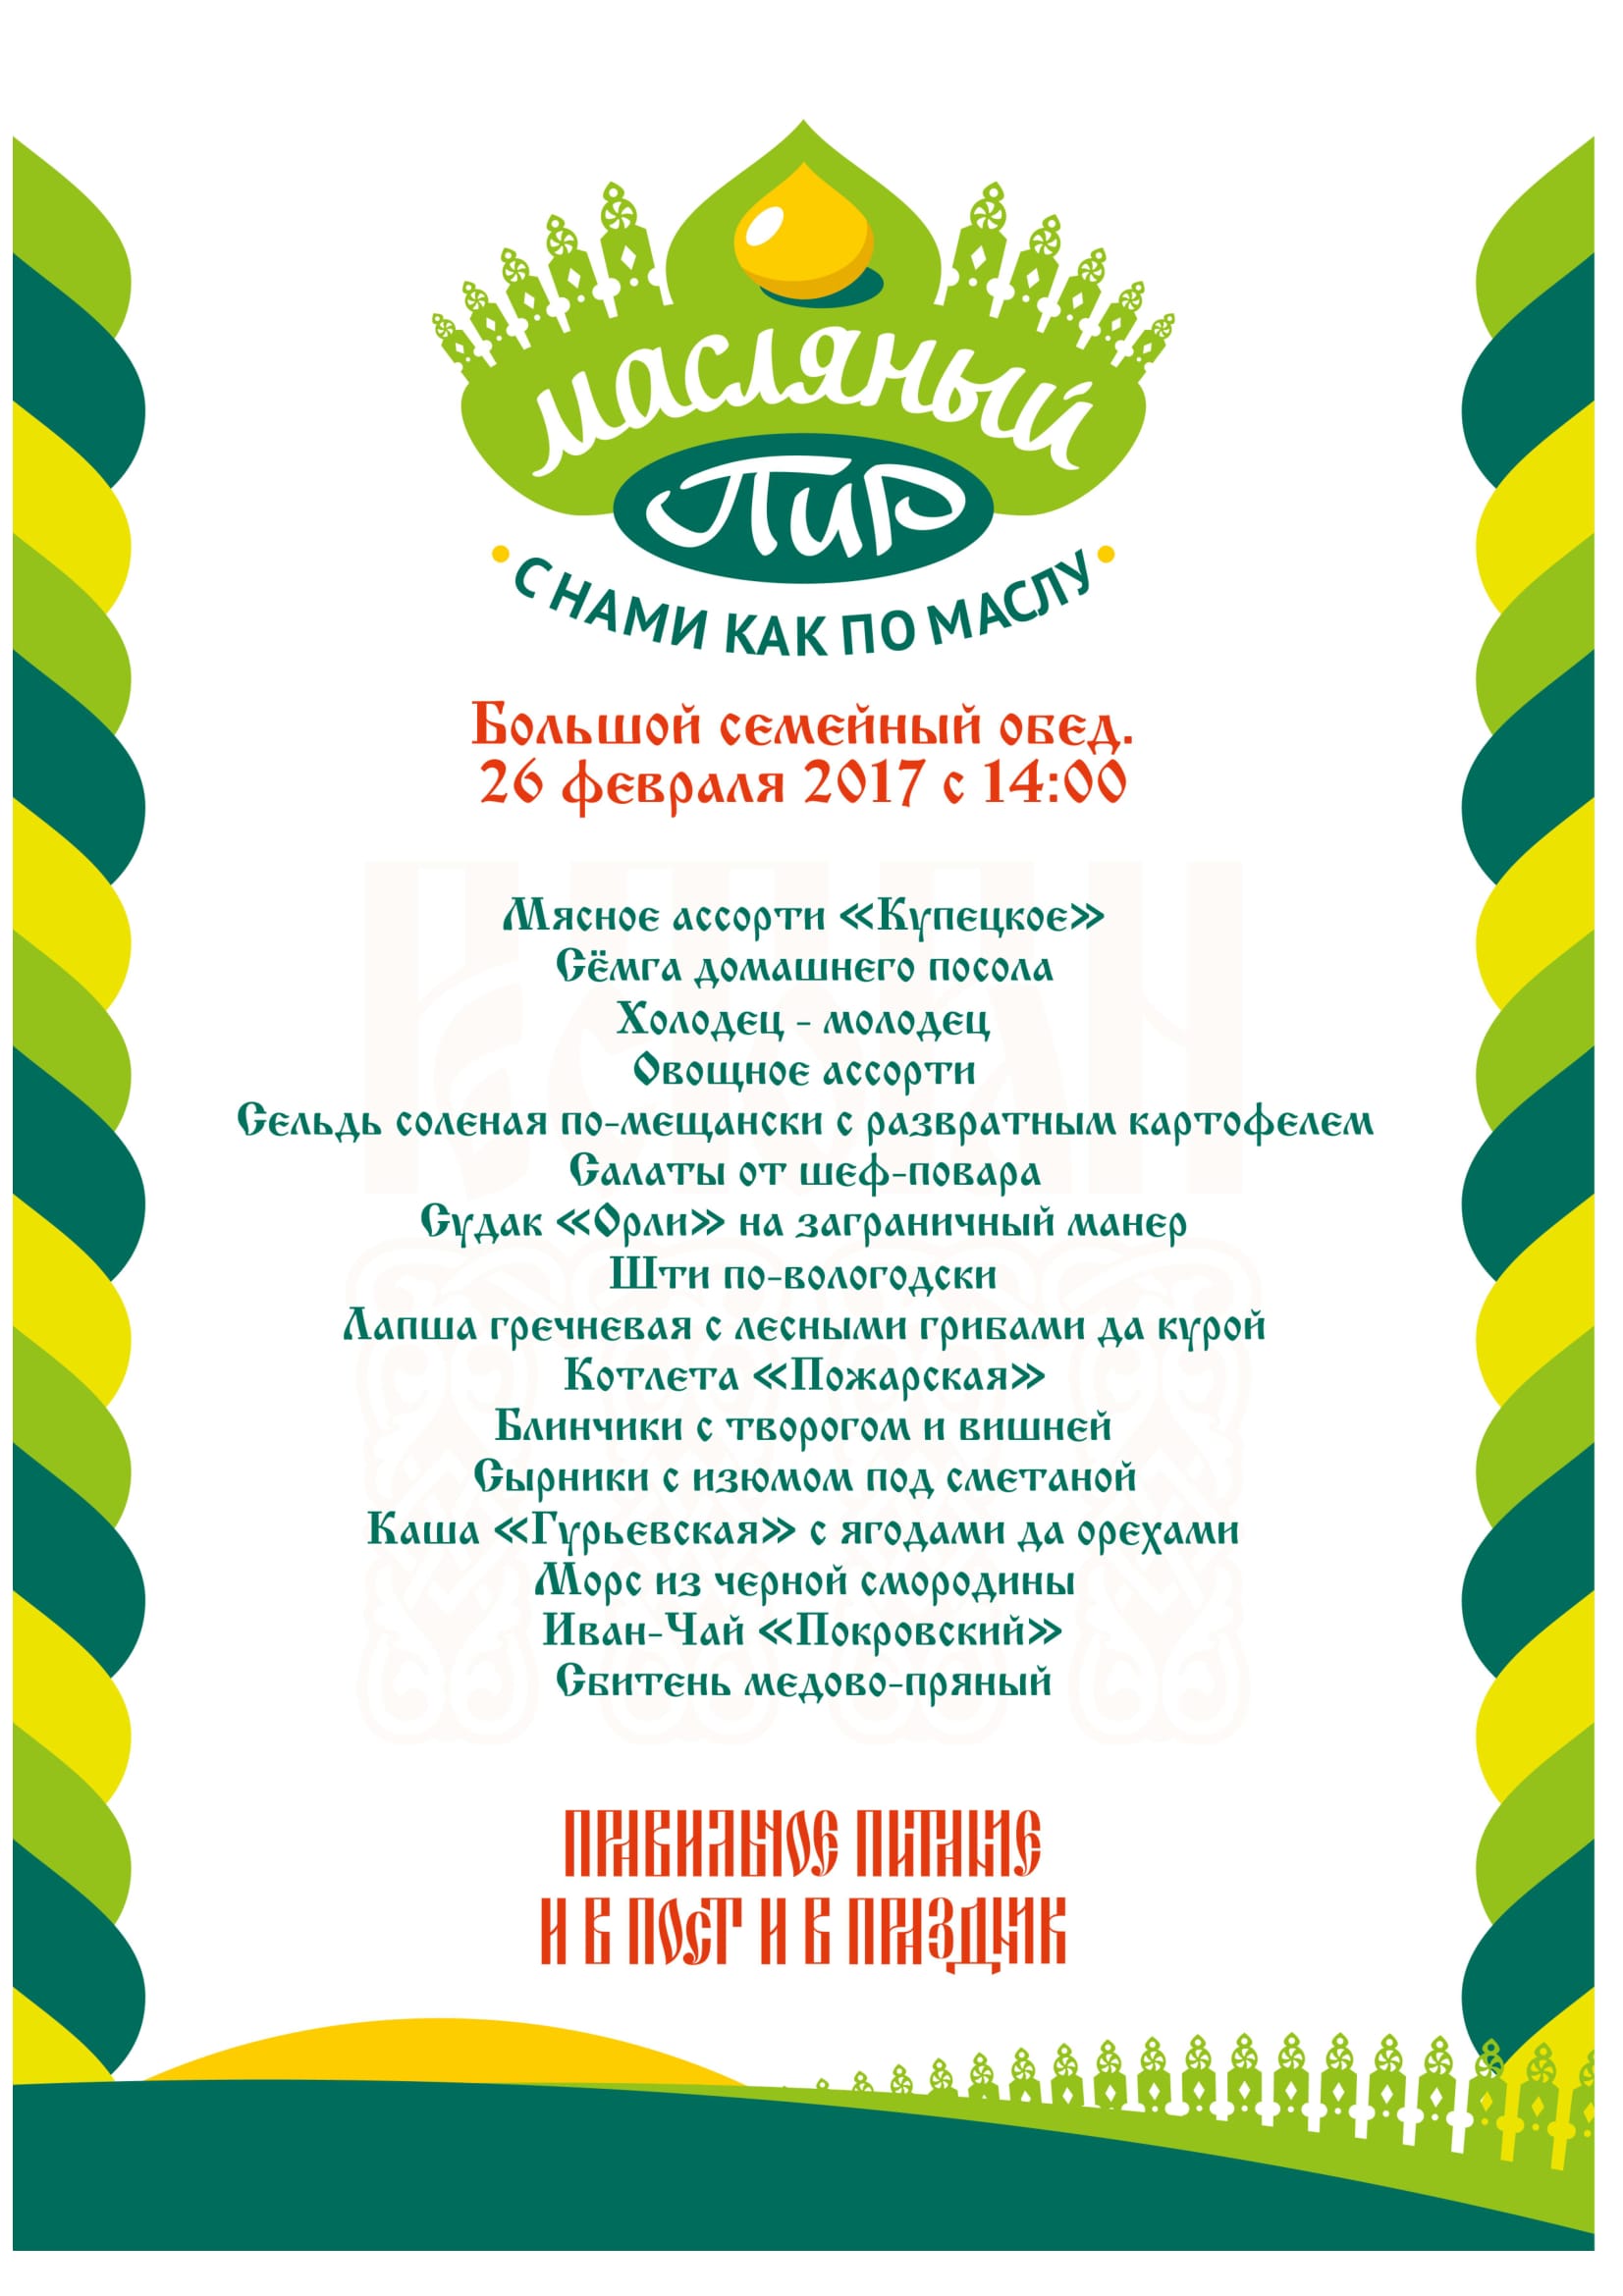 масляный
пир
С НАМИ КАК ПО МАСЛУ
Большой семейный обед.
26 февраля 2017 с 14:00
Мясное ассорти «Купецкое»
Сёмга домашнего посола
Холодец - молодец
Овощное ассорти
Сельдь соленая по-мещански с развратным картофелем
Салаты от шеф-повара
Судак «Орли» на заграничный манер
Шти по-вологодски
Лапша гречневая с лесными грибами да курой
Котлета «Пожарская»
Блинчики с творогом и вишней
Сырники с изюмом под сметаной
Каша «Гурьевская» с ягодами да орехами
Морс из черной смородины
Иван-Чай «Покровский»
Сбитень медово-пряный
ПРАВИЛЬНОЕ ПИТАНИЕ
И В ПОСТ И В ПРАЗДНИК